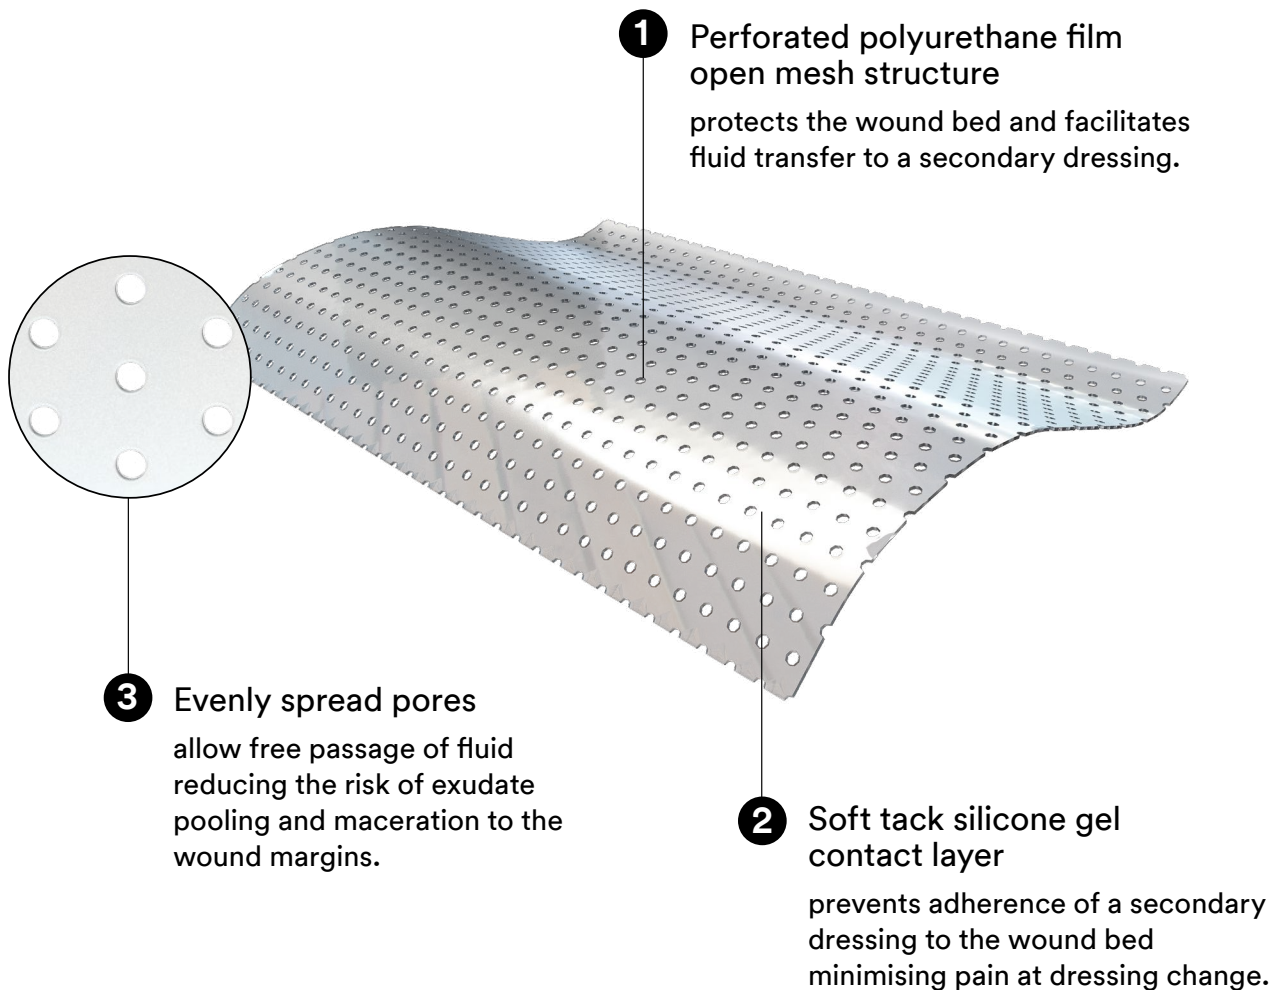 1 Perforated polyurethane film
open mesh structure
protects the wound bed and facilitates
fluid transfer to a secondary dressing.
3 Evenly spread pores
allow free passage of fluid
reducing the risk of exudate
pooling and maceration to the
wound margins.
2 Soft tack silicone gel
contact layer
prevents adherence of a secondary
dressing to the wound bed
minimising pain at dressing change.